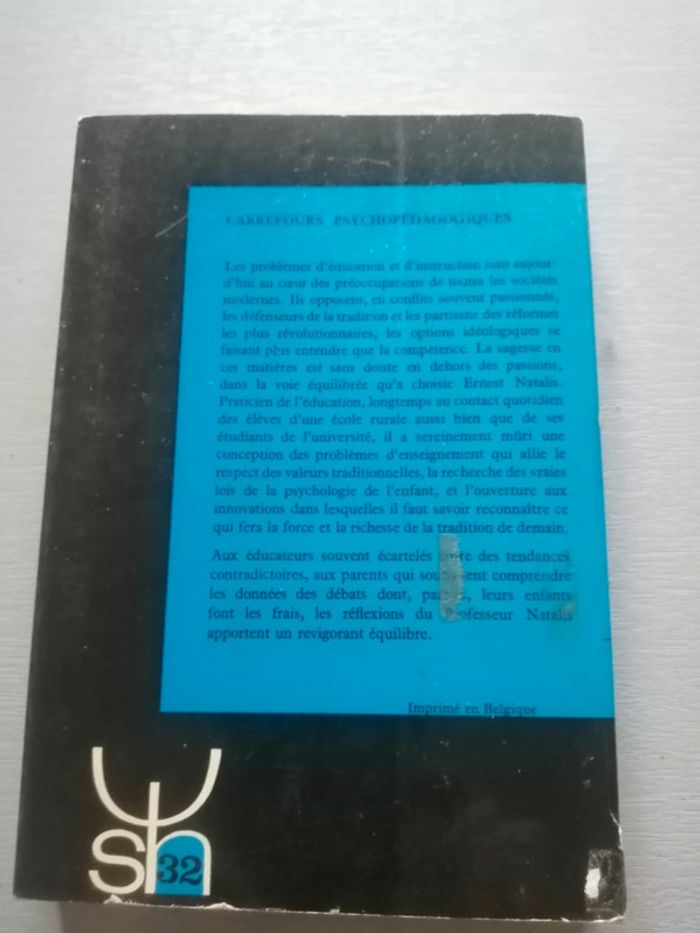 CARREFOURS PSYCHOPÉDAGOGIQUES
Les problèmes d'éducation et d'instruction sont aujour-
d'hui au cœur des préoccupations de toutes les sociétés
modernes. Ils opposent, en conflits souvent passionnés,
les défenseurs de la tradition et les partisans des réformes
les plus révolutionnaires, les options idéologiques se
faisant plus entendre que la compétence. La sagesse en
ces matières est sans doute en dehors des passions,
dans la voie équilibrée qu'a choisie Ernest Natalis.
Praticien de l'éducation, longtemps au contact quotidien
des élèves d'une école rurale aussi bien que de ses
étudiants de l'université, il a sereinement mûri une
conception des problèmes d'enseignement qui allie le
respect des valeurs traditionnelles, la recherche des vraies
lois de la psychologie de l'enfant, et l'ouverture aux
innovations dans lesquelles il faut savoir reconnaître ce
qui fera la force et la richesse de la tradition de demain.
Aux éducateurs souvent écartelés entre des tendances
contradictoires, aux parents qui souhaitent comprendre
les données des débats dont, parfois, leurs enfants
font les frais, les réflexions du Professeur Natalis
apportent un revigorant équilibre.
Imprimé en Belgique
sh
32